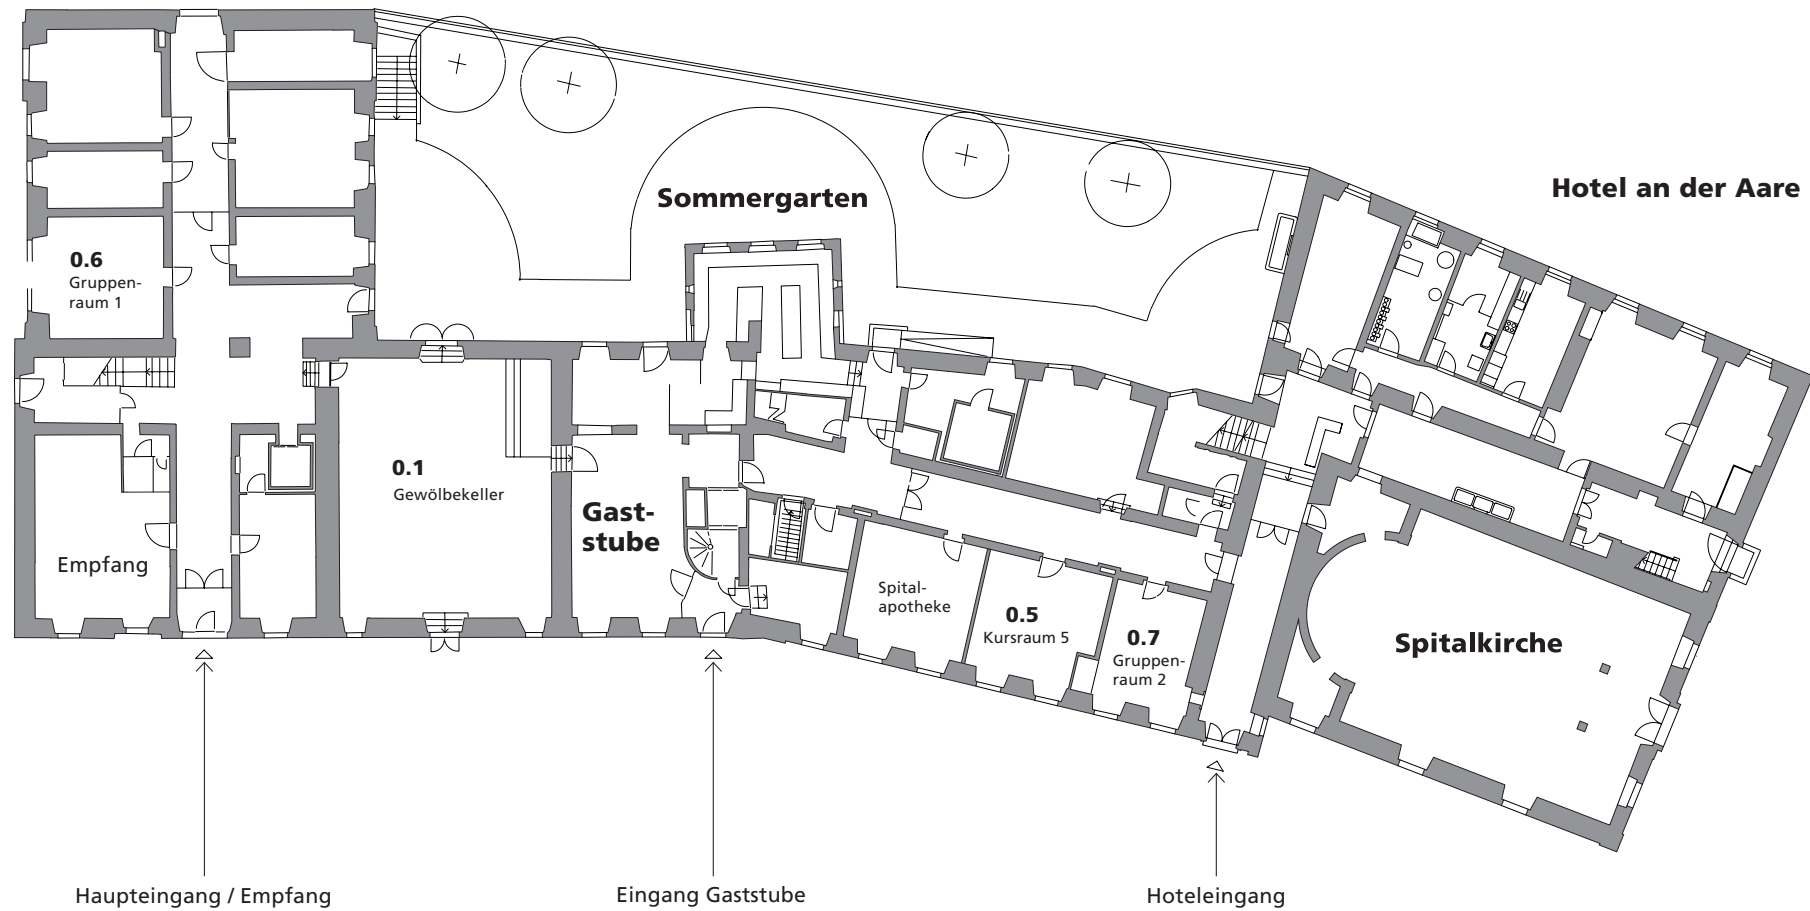 Hotel an der Aare
Sommergarten
0.6
Gruppen-
raum 1
0.1
Gewölbekeller
Gast-
stube
Empfang
Spital-
apotheke
0.5
Kursraum 5
0.7
Gruppen-
raum 2
Spitalkirche
Haupteingang / Empfang
Eingang Gaststube
Hoteleingang